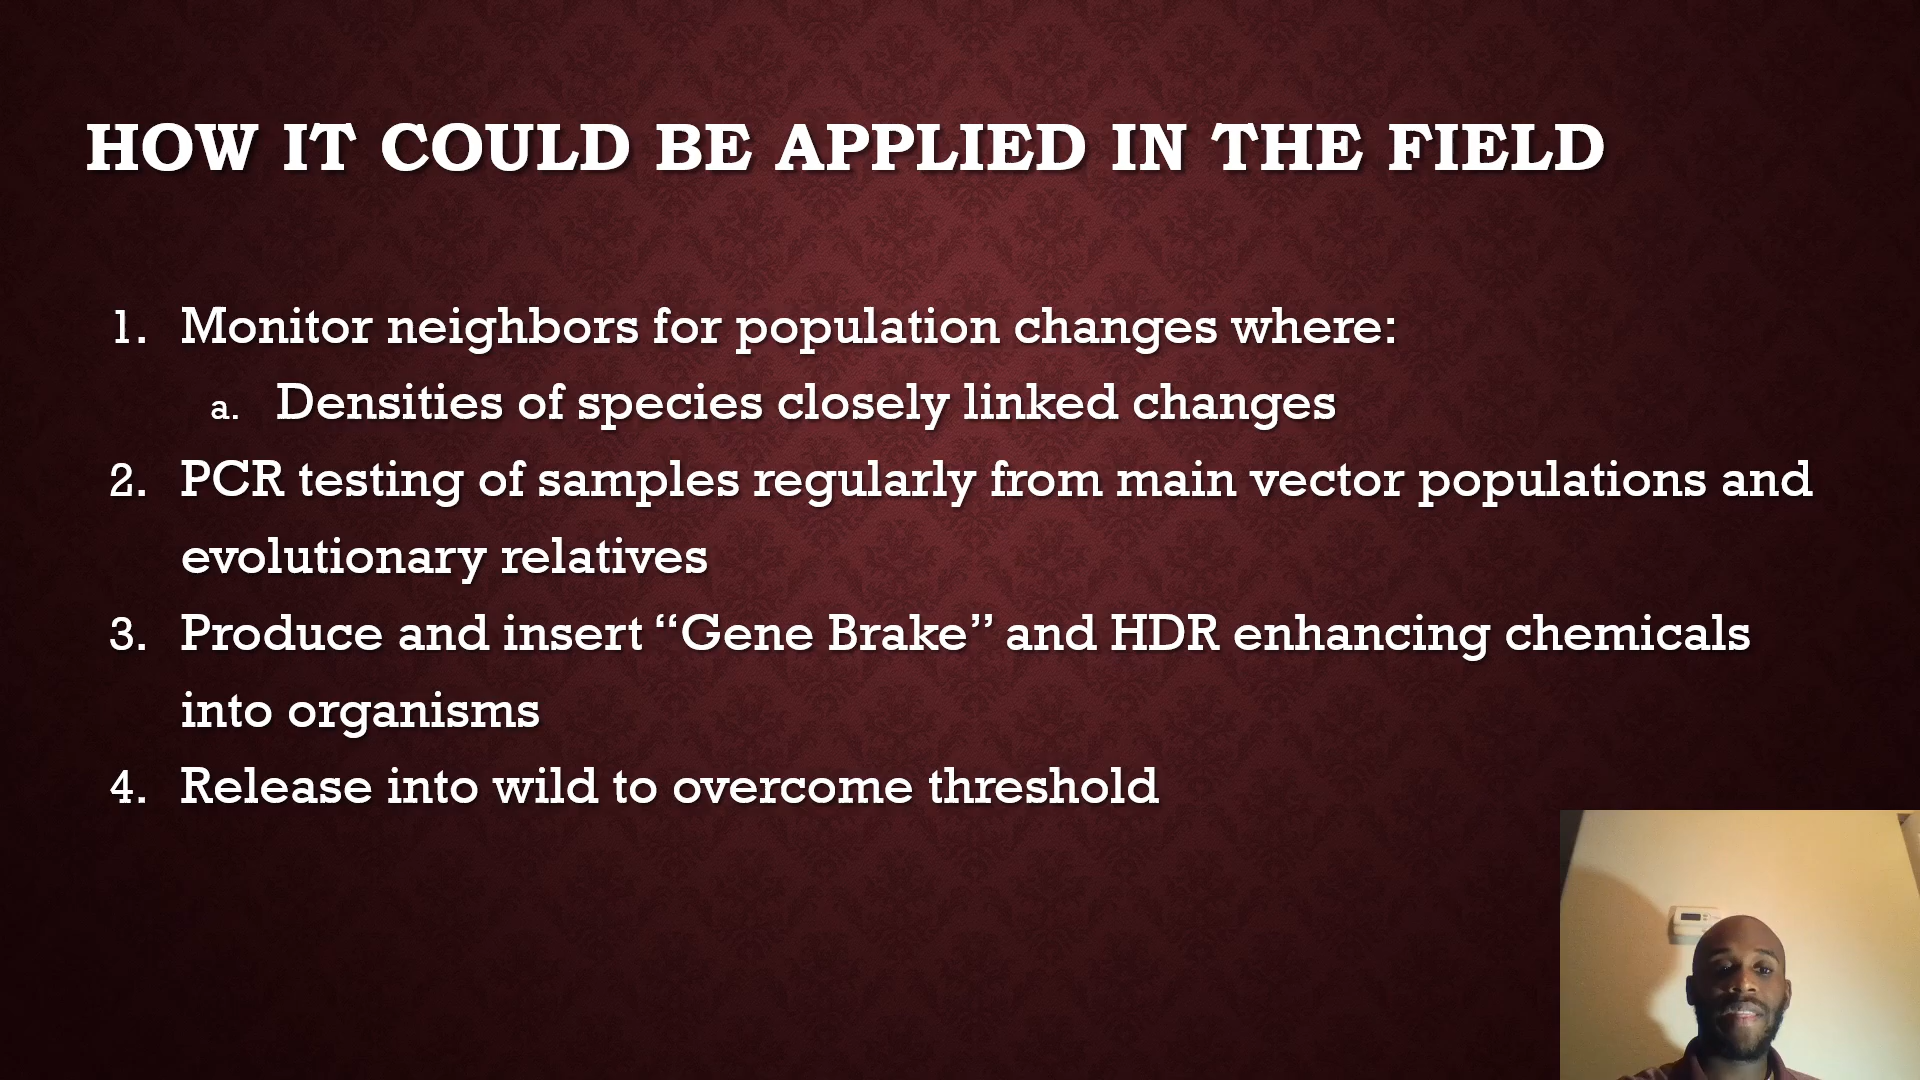 HOW IT COULD BE APPLIED IN THE FIELD
1. Monitor neighbors for population changes where:
a. Densities of species closely linked changes
2. PCR testing of samples regularly from main vector populations and
evolutionary relatives
3. Produce and insert “Gene Brake” and HDR enhancing chemicals
into organisms
4. Release into wild to overcome threshold